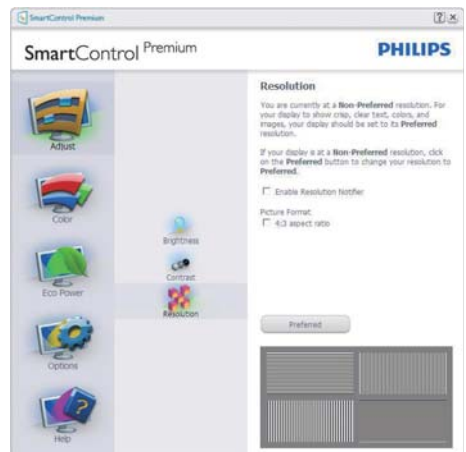 SmartControl Premium
SmartControl Premium
PHILIPS
Adjust
Color
Eco Power
Options
Help
Brightness
Contrast
Resolution
Resolution
You are currently at a Non-Preferred resolution. For
your display to show crisp, clear text, colors, and
images, your display should be set to its Preferred
resolution.
If your display is at a Non-Preferred resolution, click
on the Preferred button to change your resolution to
Preferred.
Enable Resolution Notifier
Picture Format
4:3 aspect ratio
Preferred